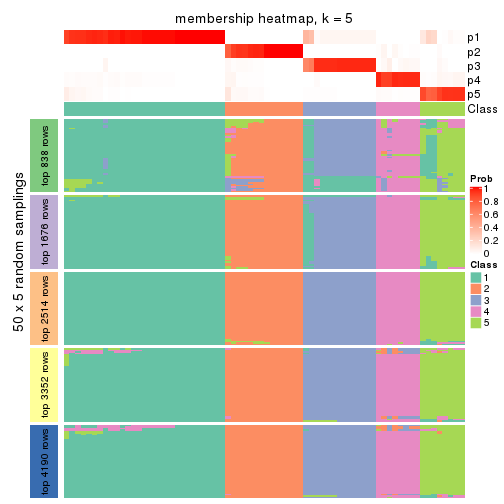 membership heatmap, k = 5
p1
p2
p3
p4
p5
Class
50 x 5 random samplings
top 838 rows
top 1676 rows
top 2514 rows
top 3352 rows
top 4190 rows
Prob
1
0.8
0.6
0.4
0.2
0
Class
1
2
3
4
5